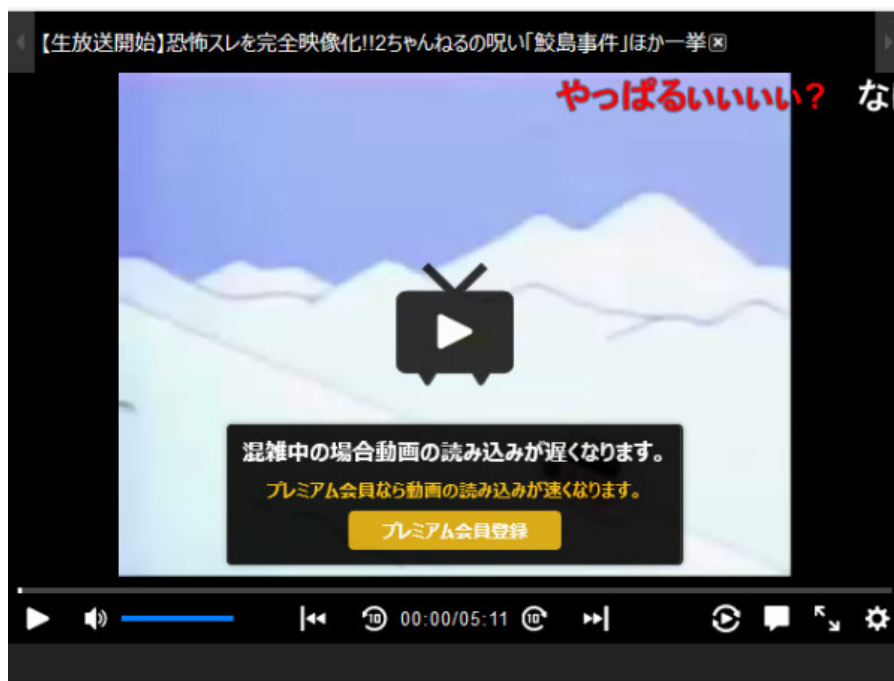 【生放送開始】恐怖スレを完全映像化!!2ちゃんねるの呪い「鮫島事件」ほか一挙
やっぱるいいいい？
な
混雑中の場合動画の読み込みが遅くなります。
プレミアム会員なら動画の読み込みが速くなります。
プレミアム会員登録
10 00:00/05:11 10